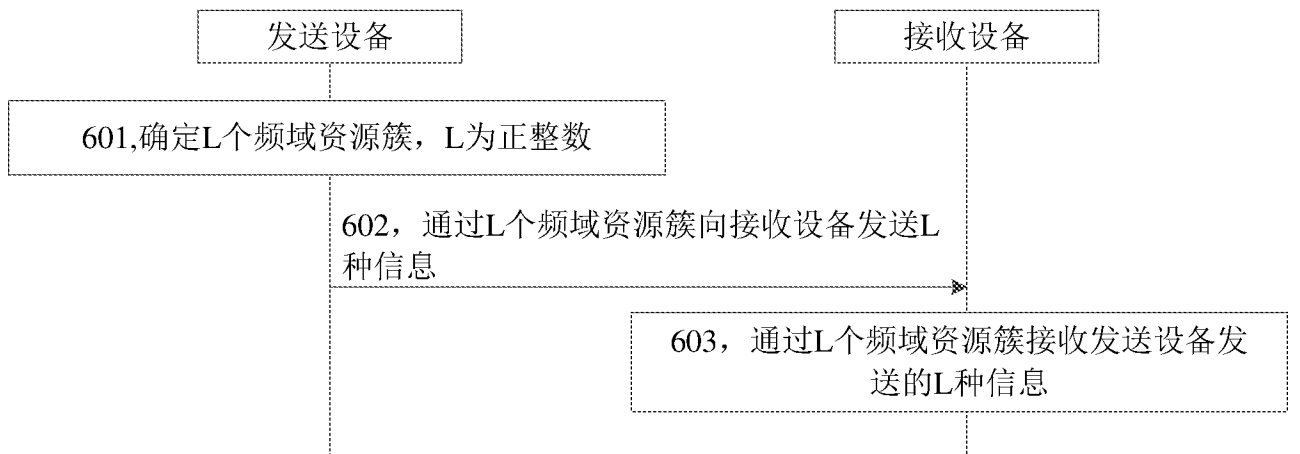 发送设备
接收设备
601,确定L个频域资源簇，L为正整数
602，通过L个频域资源簇向接收设备发送L
种信息
603，通过L个频域资源簇接收发送设备发
送的L种信息